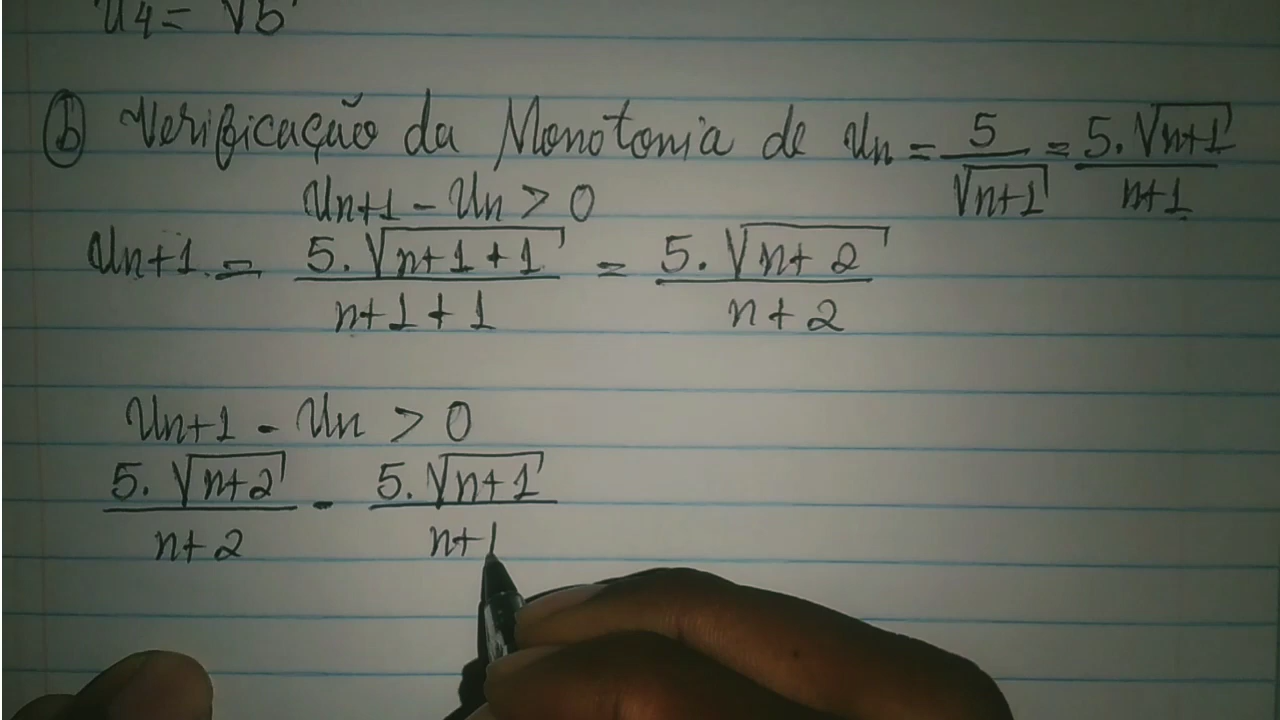 U4 = √5
b) Verificação da Monotonia de Un = 5/√(n+1) = 5.√(n+1)/(n+1)
Un+1 - Un > 0
Un+1 = 5.√(n+1+1)/(n+1+1) = 5.√(n+2)/(n+2)
Un+1 - Un > 0
5.√(n+2)/(n+2) - 5.√(n+1)/(n+1)